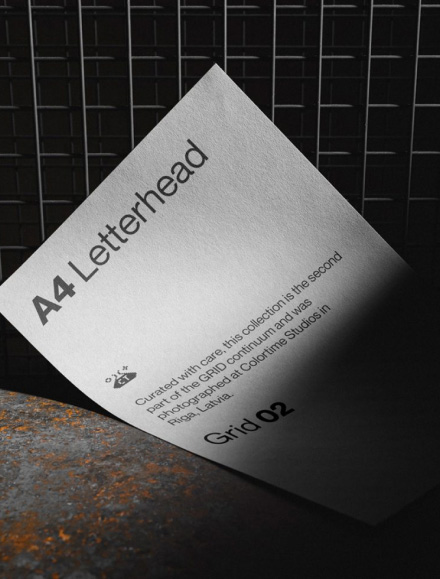 A4 Letterhead
Curated with care, this collection is the second
part of the GRID continuum and was
photographed at Colortime Studios in
Riga, Latvia.
Grid 02